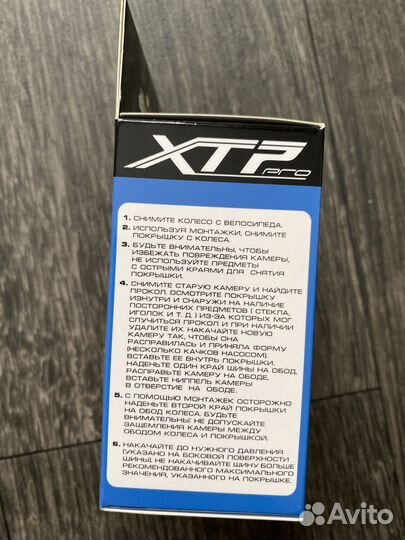 XTP
PRO
1. СНИМИТЕ КОЛЕСО С ВЕЛОСИПЕДА.
2. ИСПОЛЬЗУЯ МОНТАЖКИ, СНИМИТЕ
ПОКРЫШКУ С КОЛЕСА.
3. БУДЬТЕ ВНИМАТЕЛЬНЫ, ЧТОБЫ
ИЗБЕЖАТЬ ПОВРЕЖДЕНИЯ КАМЕРЫ,
НЕ ИСПОЛЬЗУЙТЕ ПРЕДМЕТЫ
С ОСТРЫМИ КРАЯМИ ДЛЯ СНЯТИЯ
ПОКРЫШКИ.
4. СНИМИТЕ СТАРУЮ КАМЕРУ И НАЙДИТЕ
ПРОКОЛ. ОСМОТРИТЕ ПОКРЫШКУ
ИЗНУТРИ И СНАРУЖИ НА НАЛИЧИЕ
ПОСТОРОННИХ ПРЕДМЕТОВ ( СТЕКЛА,
ИГОЛОК И Т. Д.) ИЗ-ЗА КОТОРЫХ МОГ
СЛУЧИТЬСЯ ПРОКОЛ И ПРИ НАЛИЧИИ
УДАЛИТЕ ИХ. НАКАЧАЙТЕ НОВУЮ
КАМЕРУ ТАК, ЧТОБЫ ОНА
РАСПРАВИЛАСЬ И ПРИНЯЛА ФОРМУ
(НЕСКОЛЬКО КАЧКОВ НАСОСОМ).
ВСТАВЬТЕ ЕЕ ВНУТРЬ ПОКРЫШКИ;
НАДЕНЬТЕ ОДИН КРАЙ ШИНЫ НА ОБОД,
РАСПРАВЬТЕ КАМЕРУ НА ОБОДЕ,
ВСТАВЬТЕ НИППЕЛЬ КАМЕРЫ
В ОТВЕРСТИЕ НА ОБОДЕ.
5. С ПОМОЩЬЮ МОНТАЖЕК ОСТОРОЖНО
НАДЕНЬТЕ ВТОРОЙ КРАЙ ПОКРЫШКИ
НА ОБОД КОЛЕСА. БУДЬТЕ
ВНИМАТЕЛЬНЫ: НЕ ДОПУСКАЙТЕ
ЗАЩЕМЛЕНИЯ КАМЕРЫ МЕЖДУ
ОБОДОМ КОЛЕСА И ПОКРЫШКОЙ.
6. НАКАЧАЙТЕ ДО НУЖНОГО ДАВЛЕНИЯ
(УКАЗАНО НА БОКОВОЙ ПОВЕРХНОСТИ
ШИНЫ). НЕ НАКАЧИВАЙТЕ ШИНУ БОЛЬШЕ
РЕКОМЕНДОВАННОГО МАКСИМАЛЬНОГО
ЗНАЧЕНИЯ, УКАЗАННОГО НА ПОКРЫШКЕ.
Avito